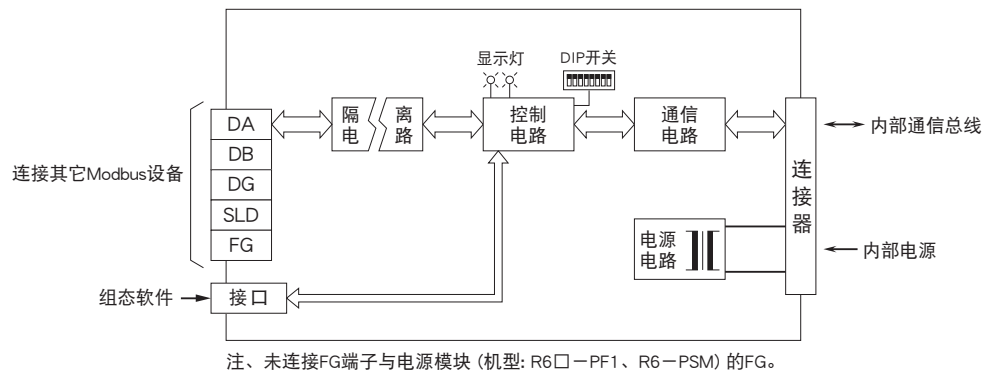 显示灯
DIP开关
DA
DB
DG
SLD
FG
隔 离
电 路
控制
电路
通信
电路
连接器
内部通信总线
连接其它Modbus设备
电源
电路
内部电源
组态软件
接口
注、未连接FG端子与电源模块 (机型: R6□－PF1、R6－PSM) 的FG。